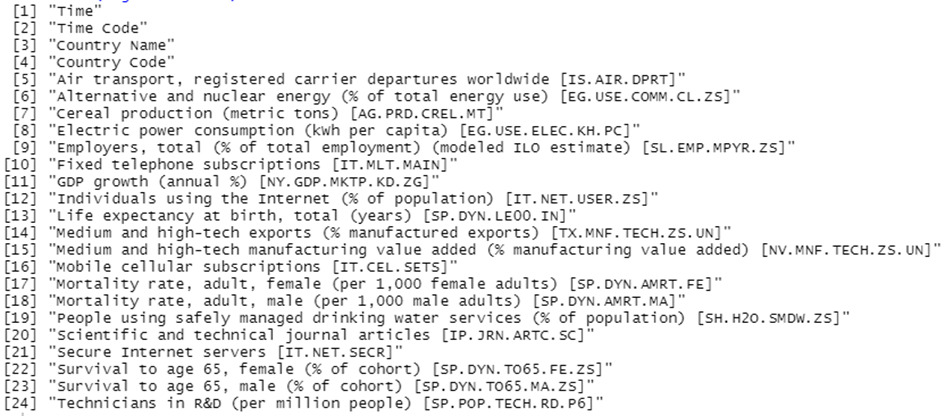 [1] "Time"
[2] "Time Code"
[3] "Country Name"
[4] "Country Code"
[5] "Air transport, registered carrier departures worldwide [IS.AIR.DPRT]"
[6] "Alternative and nuclear energy (% of total energy use) [EG.USE.COMM.CL.ZS]"
[7] "Cereal production (metric tons) [AG.PRD.CREL.MT]"
[8] "Electric power consumption (kWh per capita) [EG.USE.ELEC.KH.PC]"
[9] "Employers, total (% of total employment) (modeled ILO estimate) [SL.EMP.MPYR.ZS]"
[10] "Fixed telephone subscriptions [IT.MLT.MAIN]"
[11] "GDP growth (annual %) [NY.GDP.MKTP.KD.ZG]"
[12] "Individuals using the Internet (% of population) [IT.NET.USER.ZS]"
[13] "Life expectancy at birth, total (years) [SP.DYN.LE00.IN]"
[14] "Medium and high-tech exports (% manufactured exports) [TX.MNF.TECH.ZS.UN]"
[15] "Medium and high-tech manufacturing value added (% manufacturing value added) [NV.MNF.TECH.ZS.UN]"
[16] "Mobile cellular subscriptions [IT.CEL.SETS]"
[17] "Mortality rate, adult, female (per 1,000 female adults) [SP.DYN.AMRT.FE]"
[18] "Mortality rate, adult, male (per 1,000 male adults) [SP.DYN.AMRT.MA]"
[19] "People using safely managed drinking water services (% of population) [SH.H2O.SMDW.ZS]"
[20] "Scientific and technical journal articles [IP.JRN.ARTC.SC]"
[21] "Secure Internet servers [IT.NET.SECR]"
[22] "Survival to age 65, female (% of cohort) [SP.DYN.TO65.FE.ZS]"
[23] "Survival to age 65, male (% of cohort) [SP.DYN.TO65.MA.ZS]"
[24] "Technicians in R&D (per million people) [SP.POP.TECH.RD.P6]"